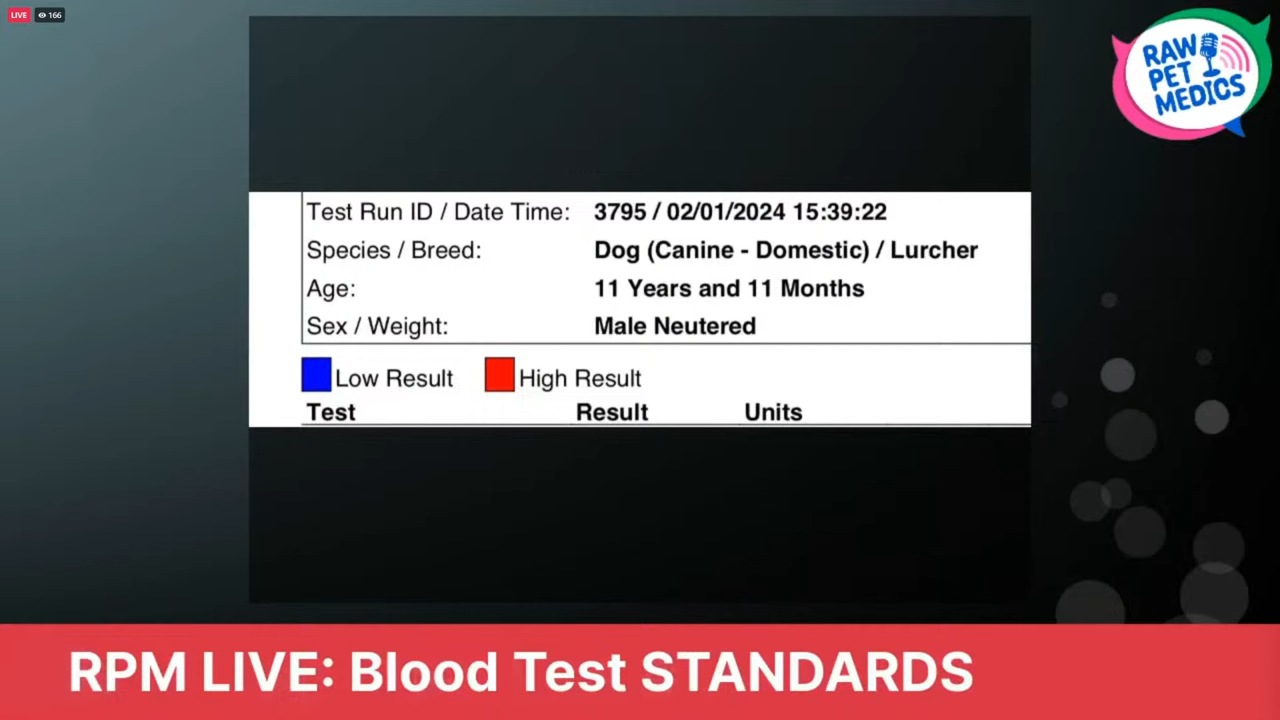 LIVE 166
RAW
PET
MEDICS
Test Run ID / Date Time: 3795 / 02/01/2024 15:39:22
Species / Breed: Dog (Canine - Domestic) / Lurcher
Age: 11 Years and 11 Months
Sex / Weight: Male Neutered
Low Result High Result
Test Result Units
RPM LIVE: Blood Test STANDARDS